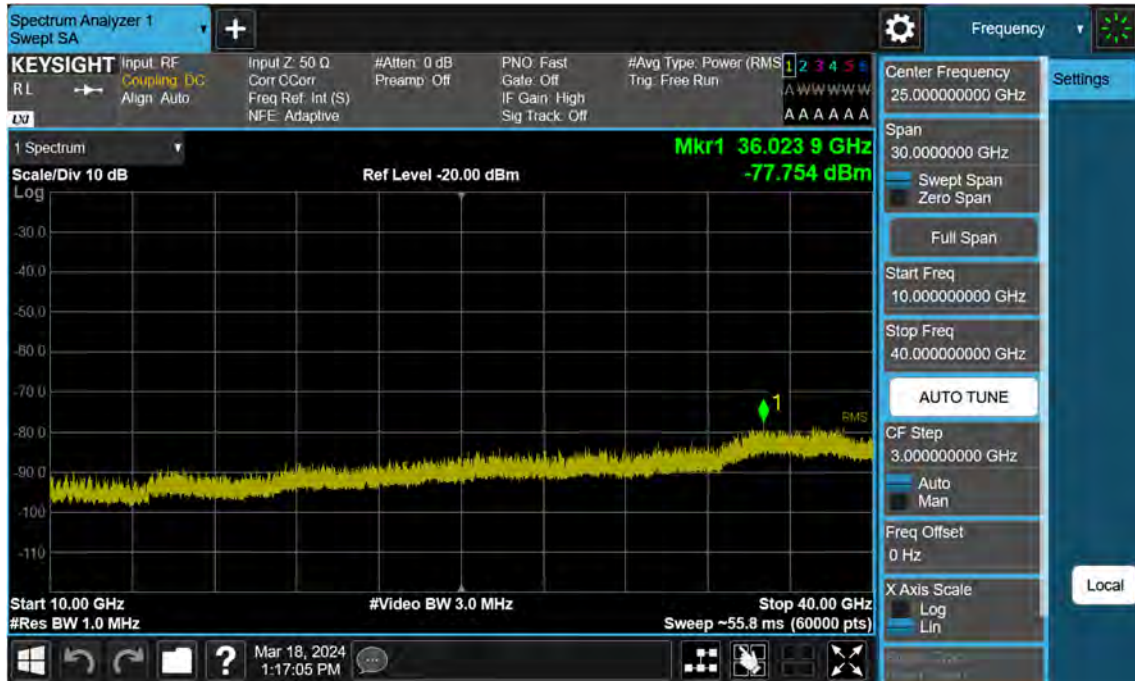 Spectrum Analyzer 1
Swept SA
Frequency
KEYSIGHT
RL
LXI
Input: RF
Coupling: DC
Align: Auto
Input Z: 50 Ω
Corr CCorr
Freq Ref: Int (S)
NFE: Adaptive
#Atten: 0 dB
Preamp: Off
PNO: Fast
Gate: Off
IF Gain: High
Sig Track: Off
#Avg Type: Power (RMS
Trig: Free Run
1 2 3 4 5 6
A W W W W W
A A A A A A
1 Spectrum
Scale/Div 10 dB
Ref Level -20.00 dBm
Mkr1 36.023 9 GHz
-77.754 dBm
Log
-30.0
-40.0
-50.0
-60.0
-70.0
-80.0
-90.0
-100
-110
1
RMS
Start 10.00 GHz
#Res BW 1.0 MHz
#Video BW 3.0 MHz
Stop 40.00 GHz
Sweep ~55.8 ms (60000 pts)
Center Frequency
25.000000000 GHz
Settings
Span
30.0000000 GHz
Swept Span
Zero Span
Full Span
Start Freq
10.000000000 GHz
Stop Freq
40.000000000 GHz
AUTO TUNE
CF Step
3.000000000 GHz
Auto
Man
Freq Offset
0 Hz
X Axis Scale
Log
Lin
Local
?
Mar 18, 2024
1:17:05 PM